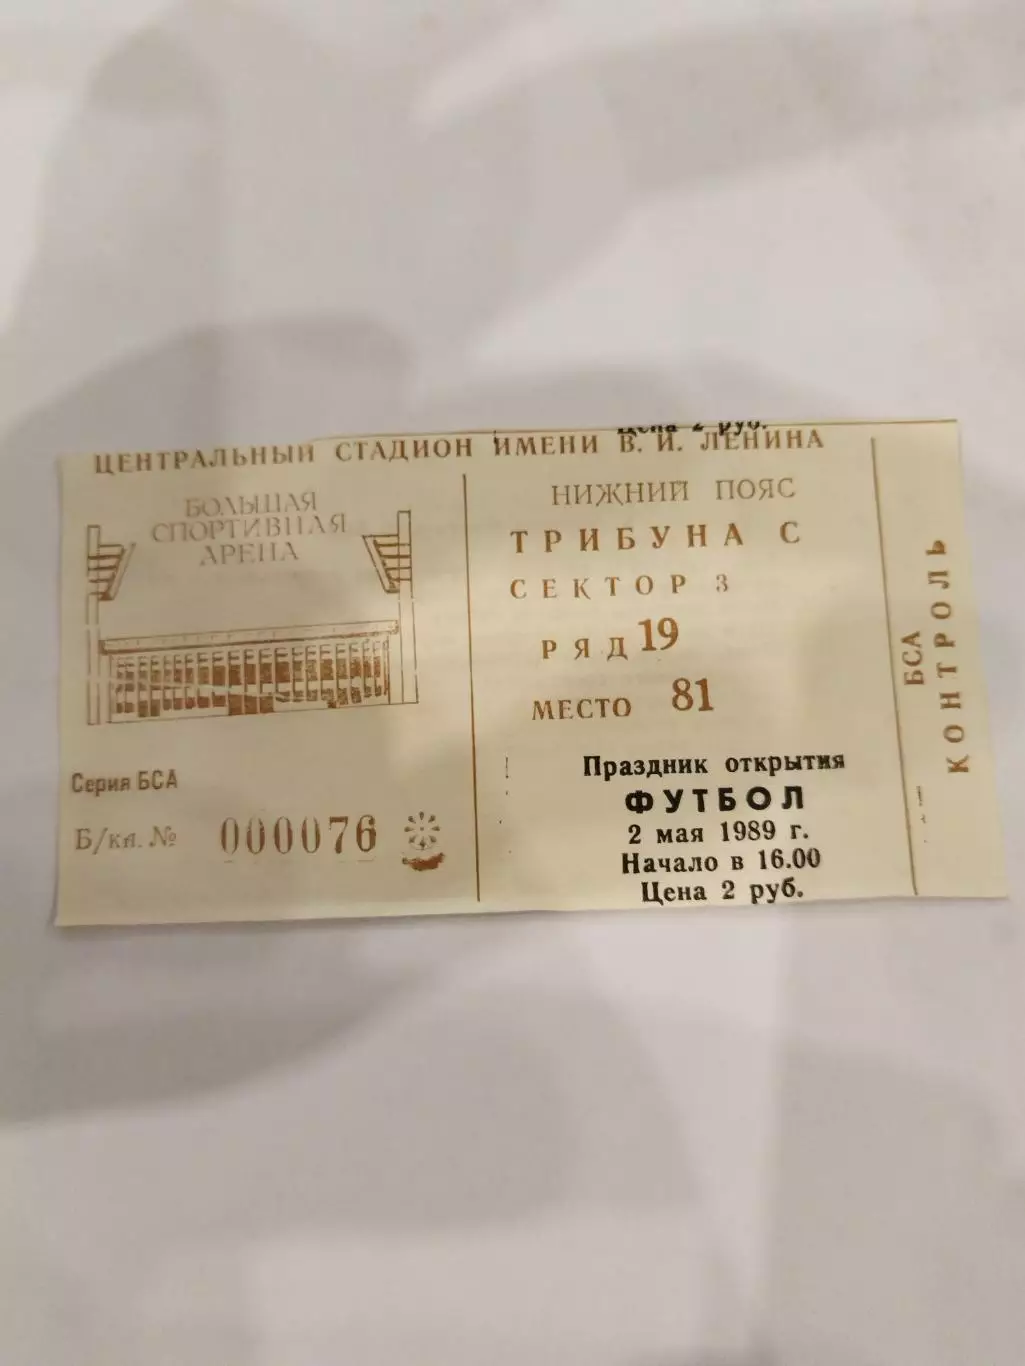 Цена 2 руб.
ЦЕНТРАЛЬНЫЙ СТАДИОН ИМЕНИ В. И. ЛЕНИНА
БОЛЬШАЯ
СПОРТИВНАЯ
АРЕНА
Серия БСА
Б/кл. № 000076
НИЖНИЙ ПОЯС
ТРИБУНА С
СЕКТОР 3
РЯД 19
МЕСТО 81
Праздник открытия
ФУТБОЛ
2 мая 1989 г.
Начало в 16.00
Цена 2 руб.
БСА
КОНТРОЛЬ